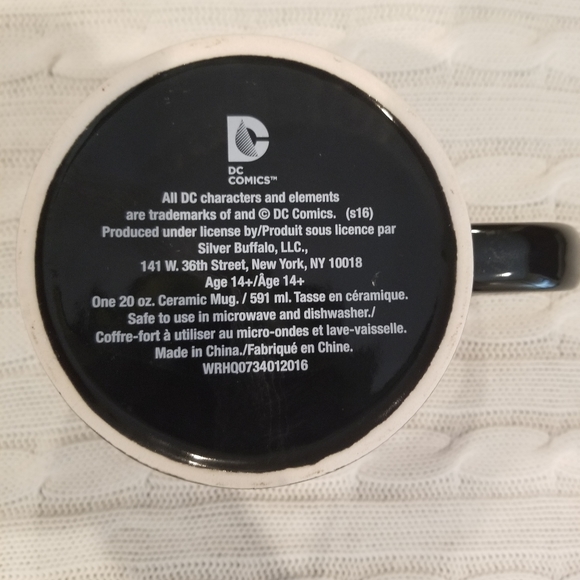 DC
COMICS™
All DC characters and elements
are trademarks of and © DC Comics. (s16)
Produced under license by/Produit sous licence par
Silver Buffalo, LLC.,
141 W. 36th Street, New York, NY 10018
Age 14+/Âge 14+
One 20 oz. Ceramic Mug. / 591 ml. Tasse en céramique.
Safe to use in microwave and dishwasher./
Coffre-fort à utiliser au micro-ondes et lave-vaisselle.
Made in China./Fabriqué en Chine.
WRHQ0734012016